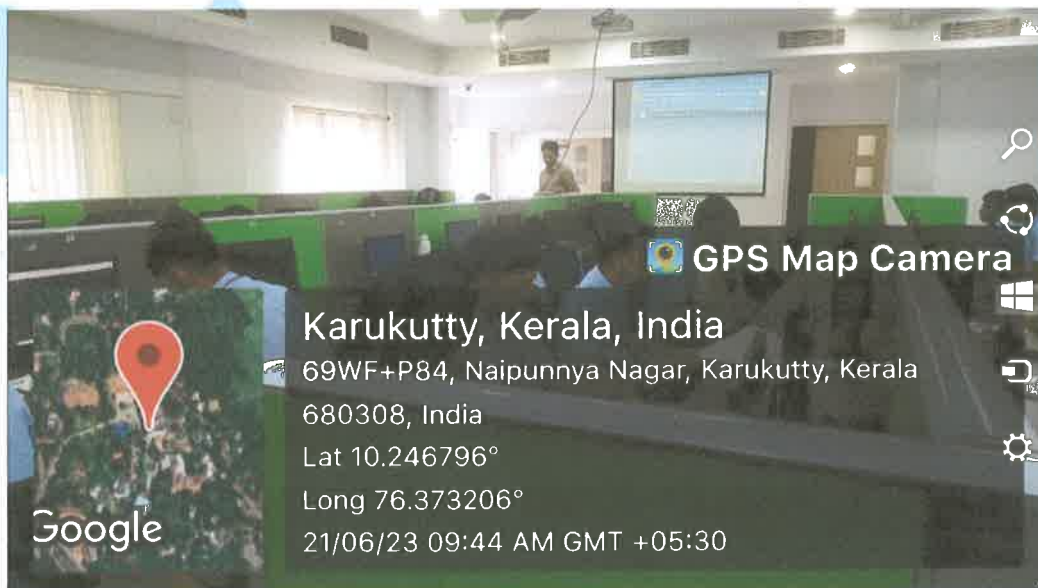 GPS Map Camera
Karukutty, Kerala, India
69WF+P84, Naipunnya Nagar, Karukutty, Kerala
680308, India
Lat 10.246796°
Long 76.373206°
21/06/23 09:44 AM GMT +05:30
Google